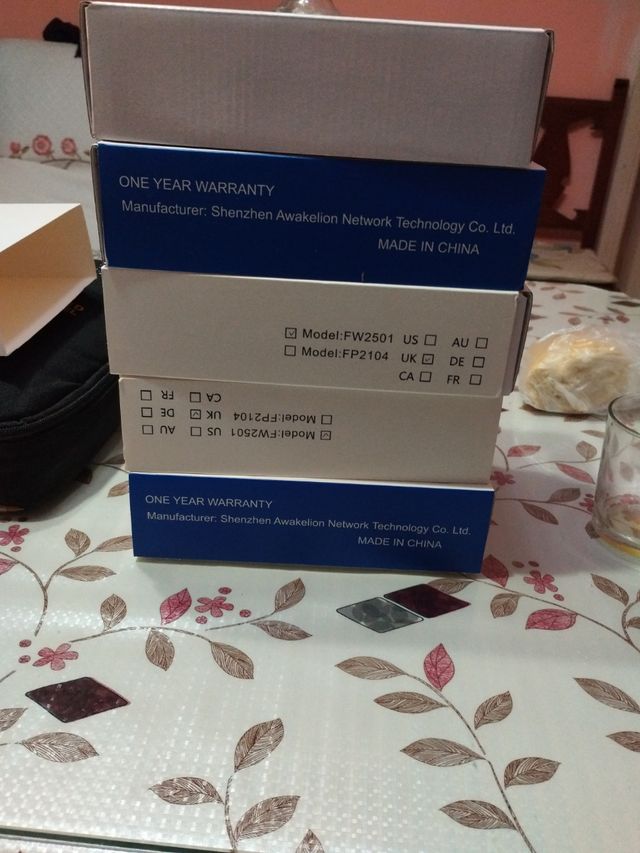 ONE YEAR WARRANTY
Manufacturer: Shenzhen Awakelion Network Technology Co. Ltd.
MADE IN CHINA
☑ Model:FW2501 US ☐ AU ☐
☐ Model:FP2104 UK ☑ DE ☐
CA ☐ FR ☐
☑ Model:FW2501 US ☐ AU ☐
☐ Model:FP2104 UK ☑ DE ☐
CA ☐ FR ☐
ONE YEAR WARRANTY
Manufacturer: Shenzhen Awakelion Network Technology Co. Ltd.
MADE IN CHINA